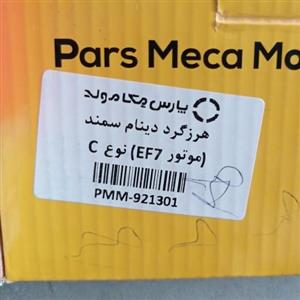 Pars Meca Mo
پارس مکا مولد
هرزگرد دینام سمند
(موتور EF7) نوع C
PMM-921301